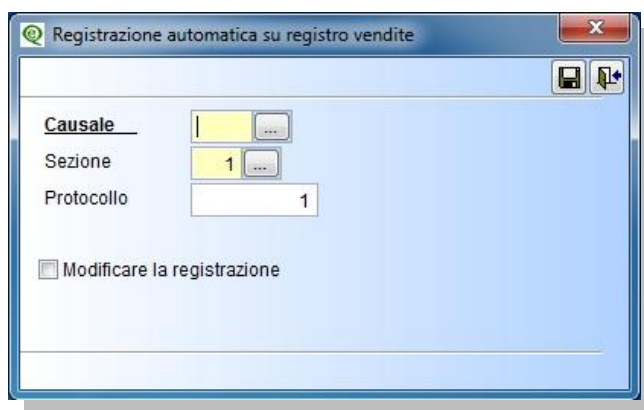 Registrazione automatica su registro vendite
Causale
...
Sezione
1
...
Protocollo
1
Modificare la registrazione